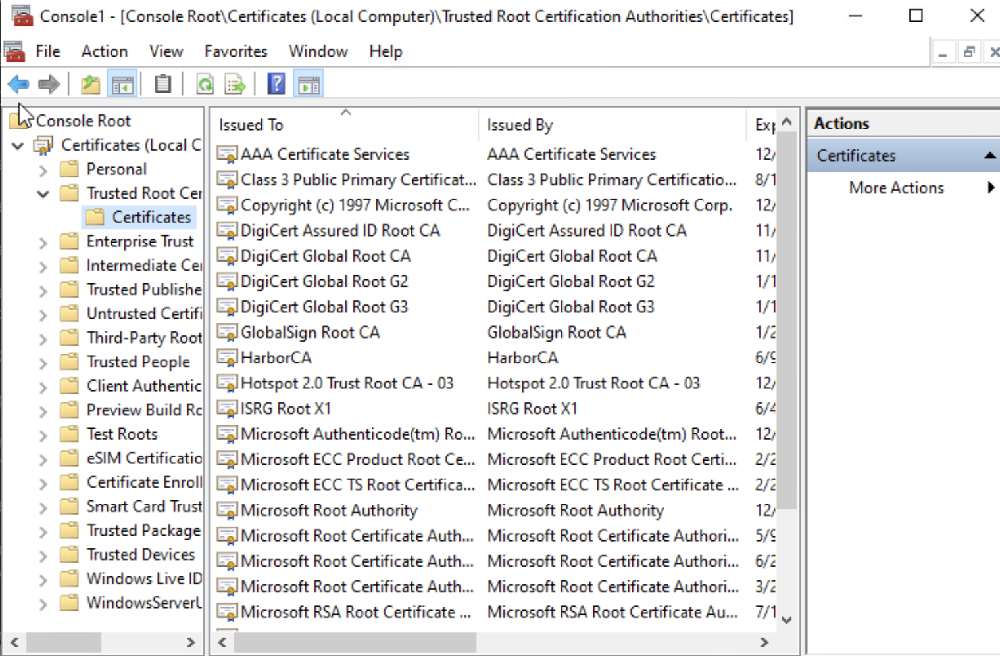 Console1 - [Console Root\Certificates (Local Computer)\Trusted Root Certification Authorities\Certificates]
File Action View Favorites Window Help
Console Root
Certificates (Local C
Personal
Trusted Root Cer
Certificates
Enterprise Trust
Intermediate Cer
Trusted Publishe
Untrusted Certifi
Third-Party Root
Trusted People
Client Authentic
Preview Build Ro
Test Roots
eSIM Certificatio
Certificate Enroll
Smart Card Trust
Trusted Package
Trusted Devices
Windows Live ID
WindowsServerU
Issued To Issued By Exp
AAA Certificate Services AAA Certificate Services 12/
Class 3 Public Primary Certificat... Class 3 Public Primary Certificatio... 8/1
Copyright (c) 1997 Microsoft C... Copyright (c) 1997 Microsoft Corp. 12/
DigiCert Assured ID Root CA DigiCert Assured ID Root CA 11/
DigiCert Global Root CA DigiCert Global Root CA 11/
DigiCert Global Root G2 DigiCert Global Root G2 1/1
DigiCert Global Root G3 DigiCert Global Root G3 1/1
GlobalSign Root CA GlobalSign Root CA 1/2
HarborCA HarborCA 6/9
Hotspot 2.0 Trust Root CA - 03 Hotspot 2.0 Trust Root CA - 03 12/
ISRG Root X1 ISRG Root X1 6/4
Microsoft Authenticode(tm) Ro... Microsoft Authenticode(tm) Root... 12/
Microsoft ECC Product Root Ce... Microsoft ECC Product Root Certi... 2/2
Microsoft ECC TS Root Certifica... Microsoft ECC TS Root Certificate ... 2/2
Microsoft Root Authority Microsoft Root Authority 12/
Microsoft Root Certificate Auth... Microsoft Root Certificate Authori... 5/9
Microsoft Root Certificate Auth... Microsoft Root Certificate Authori... 6/2
Microsoft Root Certificate Auth... Microsoft Root Certificate Authori... 3/2
Microsoft RSA Root Certificate ... Microsoft RSA Root Certificate Au... 7/1
Actions
Certificates
More Actions